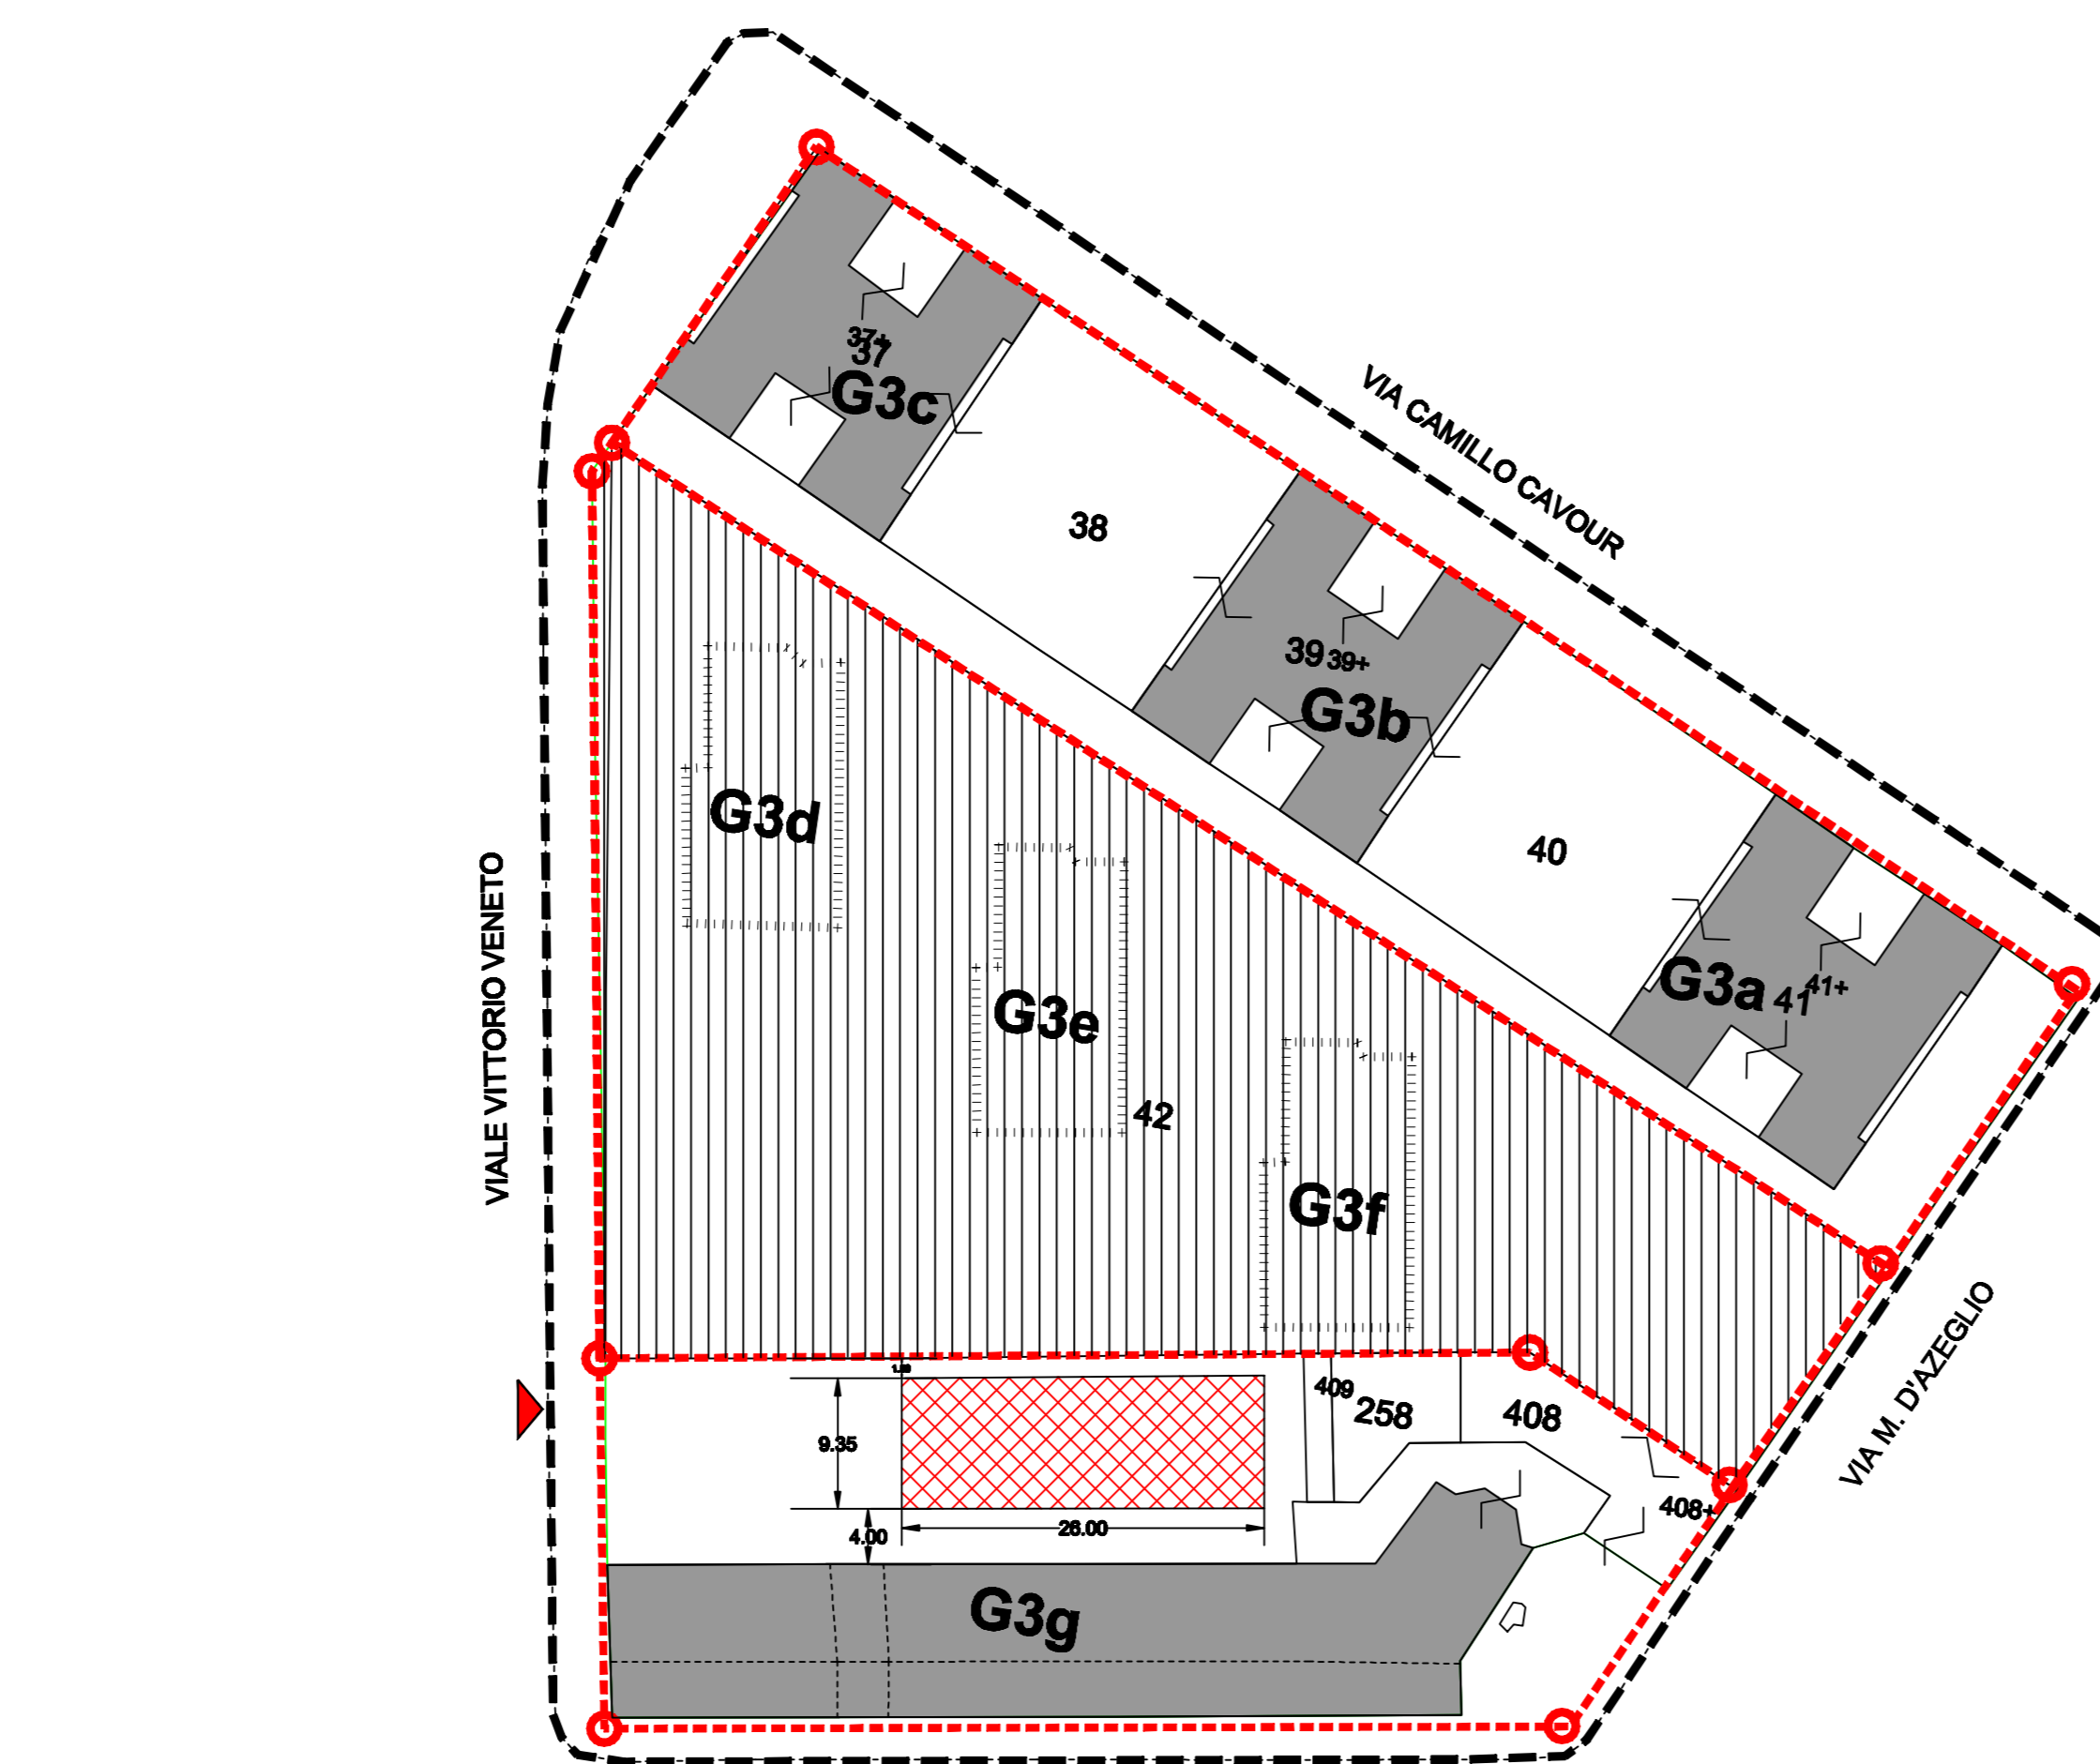 VIA CAMILLO CAVOUR
37+
37
G3c
38
39 39+
G3b
40
G3d
VIALE VITTORIO VENETO
G3e
G3a 41 41+
42
G3f
VIA M. D'AZEGLIO
409
258
408
9.35
408+
26.00
4.00
G3g